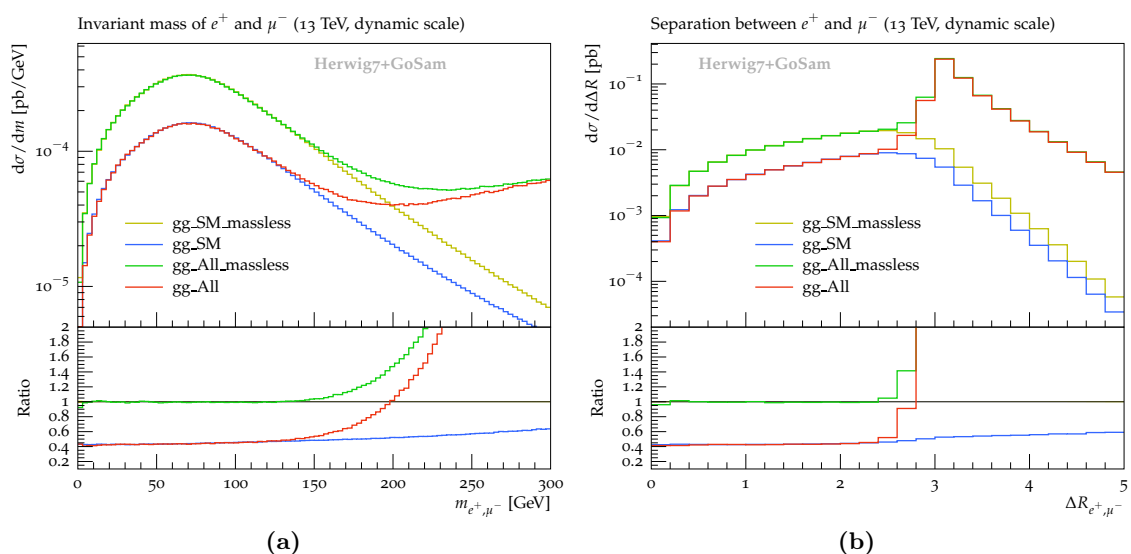 Invariant mass of e⁺ and μ⁻ (13 TeV, dynamic scale)
dσ/dm [pb/GeV]
Herwig7+GoSam
10⁻⁴
10⁻⁵
gg_SM_massless
gg_SM
gg_All_massless
gg_All
Ratio
2
1.8
1.6
1.4
1.2
1
0.8
0.6
0.4
0.2
0 50 100 150 200 250 300
m_{e⁺,μ⁻} [GeV]
(a)
Separation between e⁺ and μ⁻ (13 TeV, dynamic scale)
dσ/dΔR [pb]
Herwig7+GoSam
10⁻¹
10⁻²
10⁻³
10⁻⁴
gg_SM_massless
gg_SM
gg_All_massless
gg_All
Ratio
2
1.8
1.6
1.4
1.2
1
0.8
0.6
0.4
0.2
0 1 2 3 4 5
ΔR_{e⁺,μ⁻}
(b)